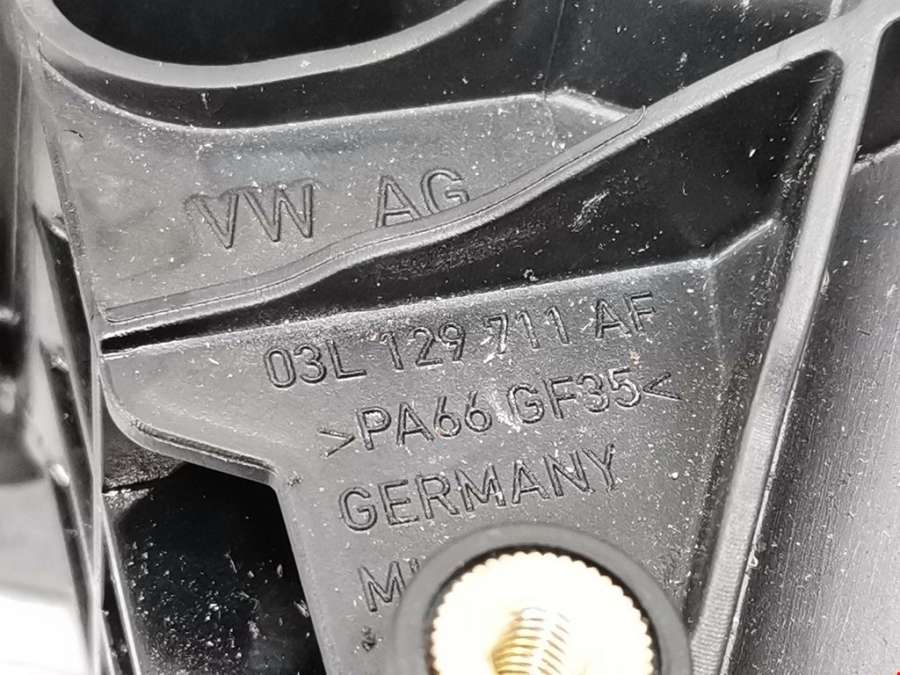 VW AG
03L 129 711 AF
>PA66 GF35<
GERMANY